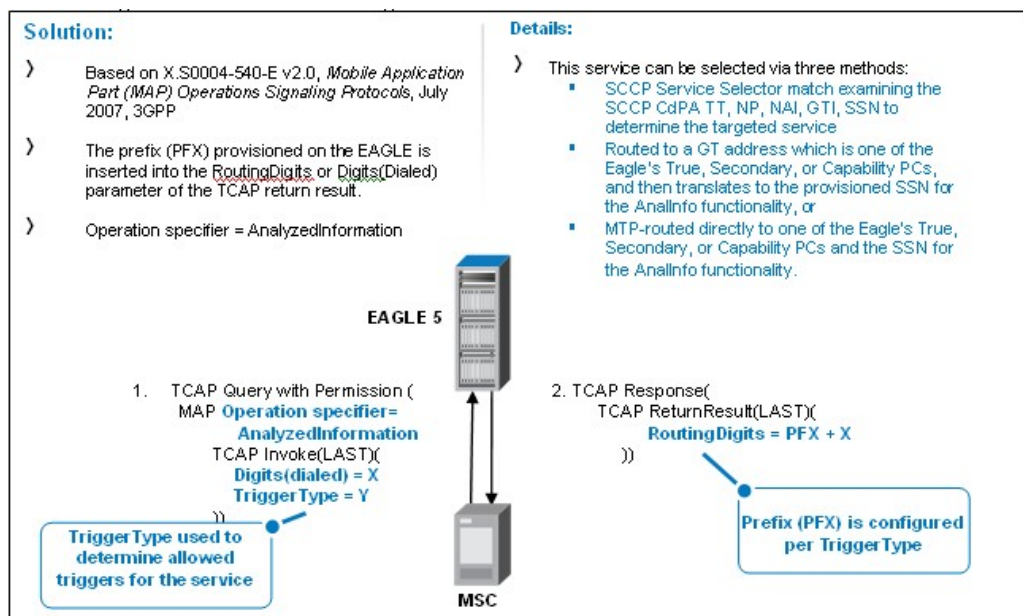 Solution:
〉 Based on X.S0004-540-E v2.0, Mobile Application
Part (MAP) Operations Signaling Protocols, July
2007, 3GPP
〉 The prefix (PFX) provisioned on the EAGLE is
inserted into the RoutingDigits or Digits(Dialed)
parameter of the TCAP return result.
〉 Operation specifier = AnalyzedInformation
Details:
〉 This service can be selected via three methods:
▪ SCCP Service Selector match examining the
SCCP CdPA TT, NP, NAI, GTI, SSN to
determine the targeted service
▪ Routed to a GT address which is one of the
Eagle's True, Secondary, or Capability PCs,
and then translates to the provisioned SSN for
the AnalInfo functionality, or
▪ MTP-routed directly to one of the Eagle's True,
Secondary, or Capability PCs and the SSN for
the AnalInfo functionality.
EAGLE 5
1. TCAP Query with Permission (
MAP Operation specifier=
AnalyzedInformation
TCAP Invoke(LAST)(
Digits(dialed) = X
TriggerType = Y
))
TriggerType used to
determine allowed
triggers for the service
2. TCAP Response(
TCAP ReturnResult(LAST)(
RoutingDigits = PFX + X
))
Prefix (PFX) is configured
per TriggerType
MSC